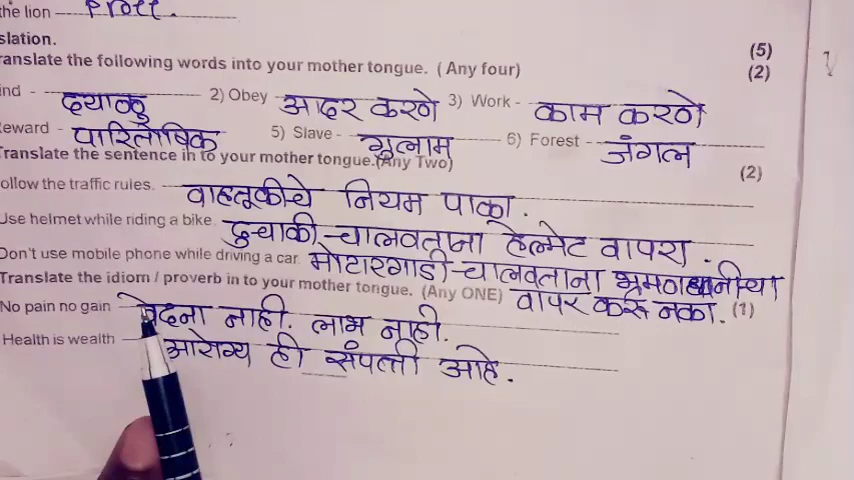 the lion - Proll.
slation.
(5)
ranslate the following words into your mother tongue. ( Any four) (2)
ind - दयाळू 2) Obey आदर करणे 3) Work - काम करणे
eward - पारितोषिक 5) Slave - गुलाम 6) Forest - जंगल
Translate the sentence in to your mother tongue.(Any Two) (2)
ollow the traffic rules. वाहतूकीचे नियम पाळा.
Use helmet while riding a bike. दुचाकी चालवताना हेल्मेट वापरा.
Don't use mobile phone while driving a car. मोटारगाडी चालवताना भ्रमणध्वनीचा
Translate the idiom / proverb in to your mother tongue. (Any ONE) वापर करू नका. (1)
No pain no gain वेदना नाही. लाभ नाही.
Health is wealth आरोग्य ही संपत्ती आहे.